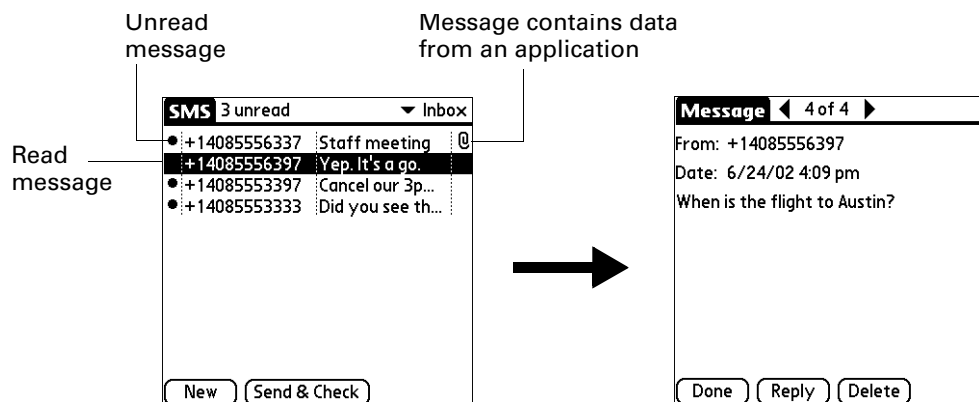 Unread
message
Message contains data
from an application
Read
message
SMS 3 unread Inbox
+14085556337 Staff meeting
+14085556397 Yep. It's a go.
+14085553397 Cancel our 3p...
+14085553333 Did you see th...
New Send & Check
Message 4 of 4
From: +14085556397
Date: 6/24/02 4:09 pm
When is the flight to Austin?
Done Reply Delete